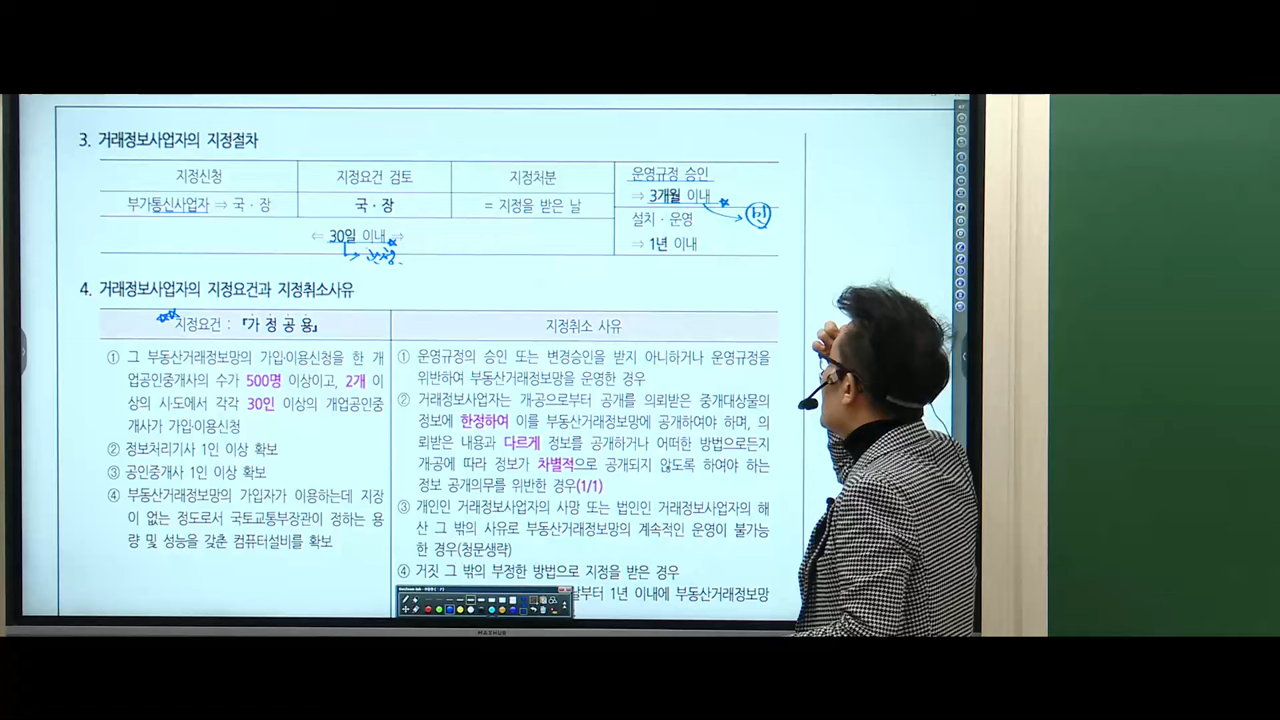 3. 거래정보사업자의 지정절차
지정신청 지정요건 검토 지정처분 운영규정 승인
⇒ 3개월 이내
부가통신사업자 ⇒ 국·장 국·장 = 지정을 받은 날
설치·운영
⇐ 30일 이내 ⇒
⇒ 1년 이내
4. 거래정보사업자의 지정요건과 지정취소사유
지정요건 : 『가 정 공 용』
지정취소 사유
① 그 부동산거래정보망의 가입·이용신청을 한 개
업공인중개사의 수가 500명 이상이고, 2개 이
상의 시·도에서 각각 30인 이상의 개업공인중
개사가 가입·이용신청
② 정보처리기사 1인 이상 확보
③ 공인중개사 1인 이상 확보
④ 부동산거래정보망의 가입자가 이용하는데 지장
이 없는 정도로서 국토교통부장관이 정하는 용
량 및 성능을 갖춘 컴퓨터설비를 확보
① 운영규정의 승인 또는 변경승인을 받지 아니하거나 운영규정을
위반하여 부동산거래정보망을 운영한 경우
② 거래정보사업자는 개·공으로부터 공개를 의뢰받은 중개대상물의
정보에 한정하여 이를 부동산거래정보망에 공개하여야 하며, 의
뢰받은 내용과 다르게 정보를 공개하거나 어떠한 방법으로든지
개·공에 따라 정보가 차별적으로 공개되지 않도록 하여야 하는
정보 공개의무를 위반한 경우(1/1)
③ 개인인 거래정보사업자의 사망 또는 법인인 거래정보사업자의 해
산 그 밖의 사유로 부동산거래정보망의 계속적인 운영이 불가능
한 경우(청문생략)
④ 거짓 그 밖의 부정한 방법으로 지정을 받은 경우
날부터 1년 이내에 부동산거래정보망
MAXHUB